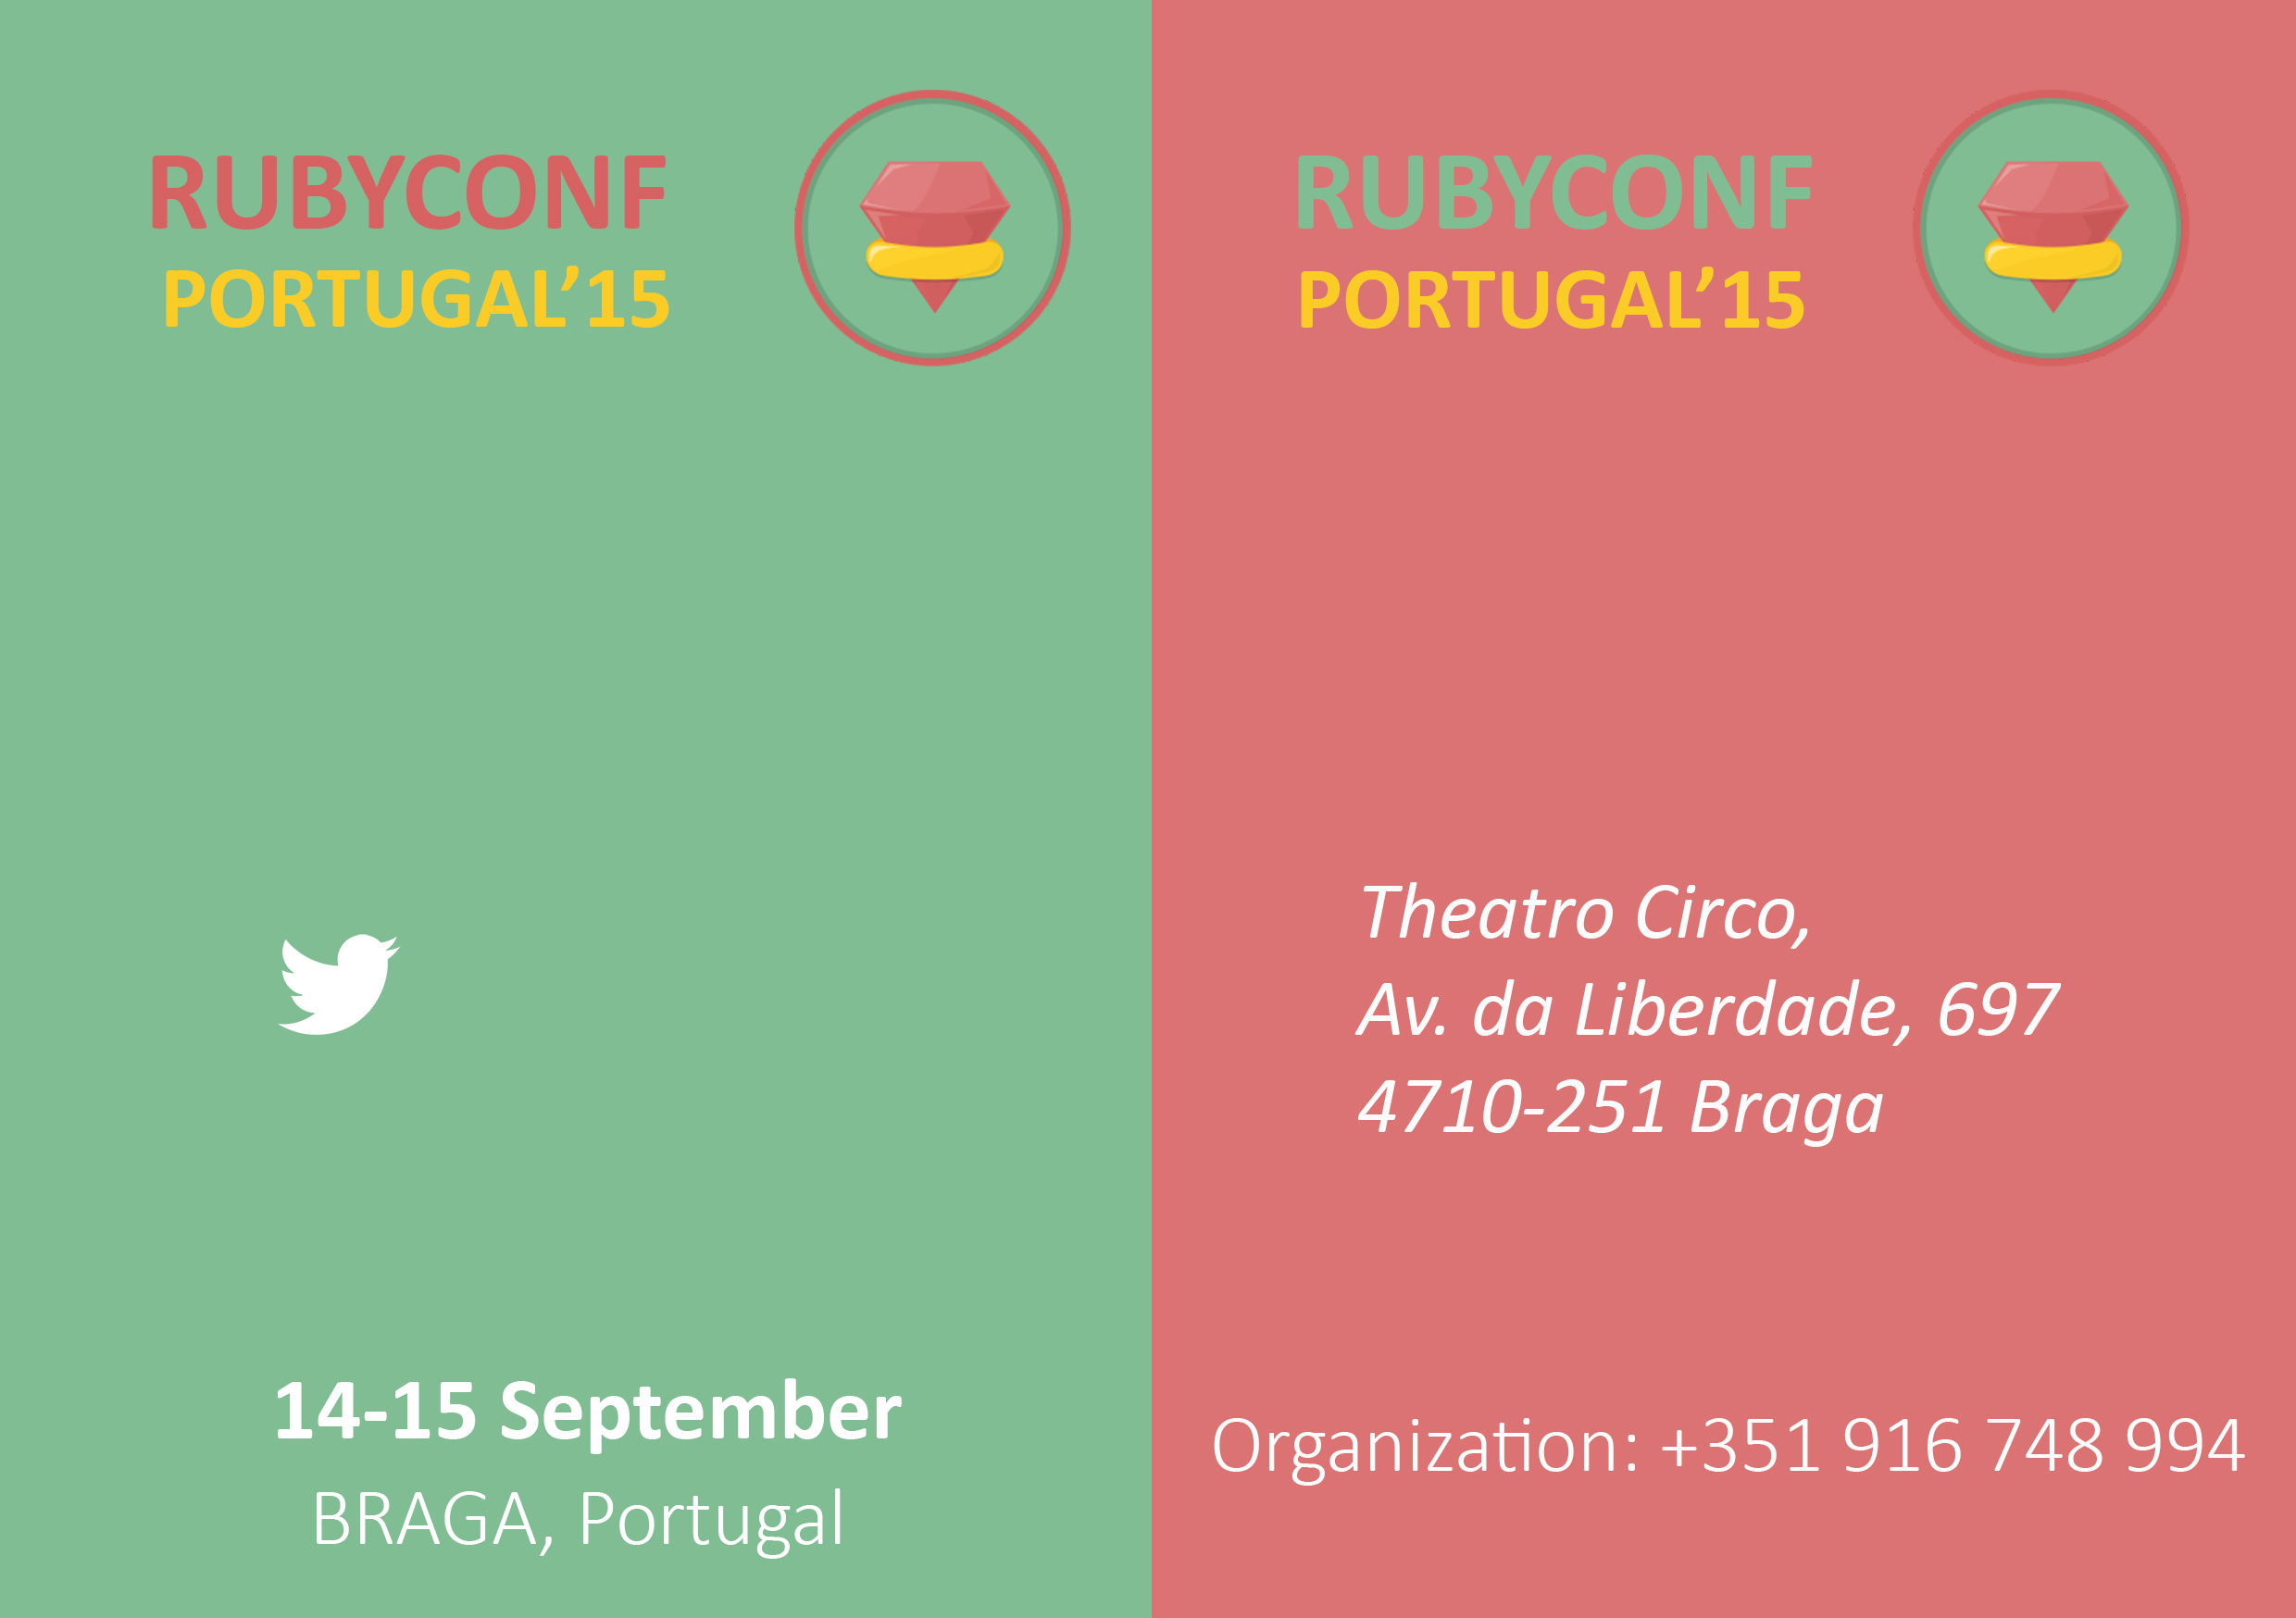 RUBYCONF
PORTUGAL’15
14-15 September
BRAGA, Portugal
RUBYCONF
PORTUGAL’15
Theatro Circo,
Av. da Liberdade, 697
4710-251 Braga
Organization: +351 916 748 994